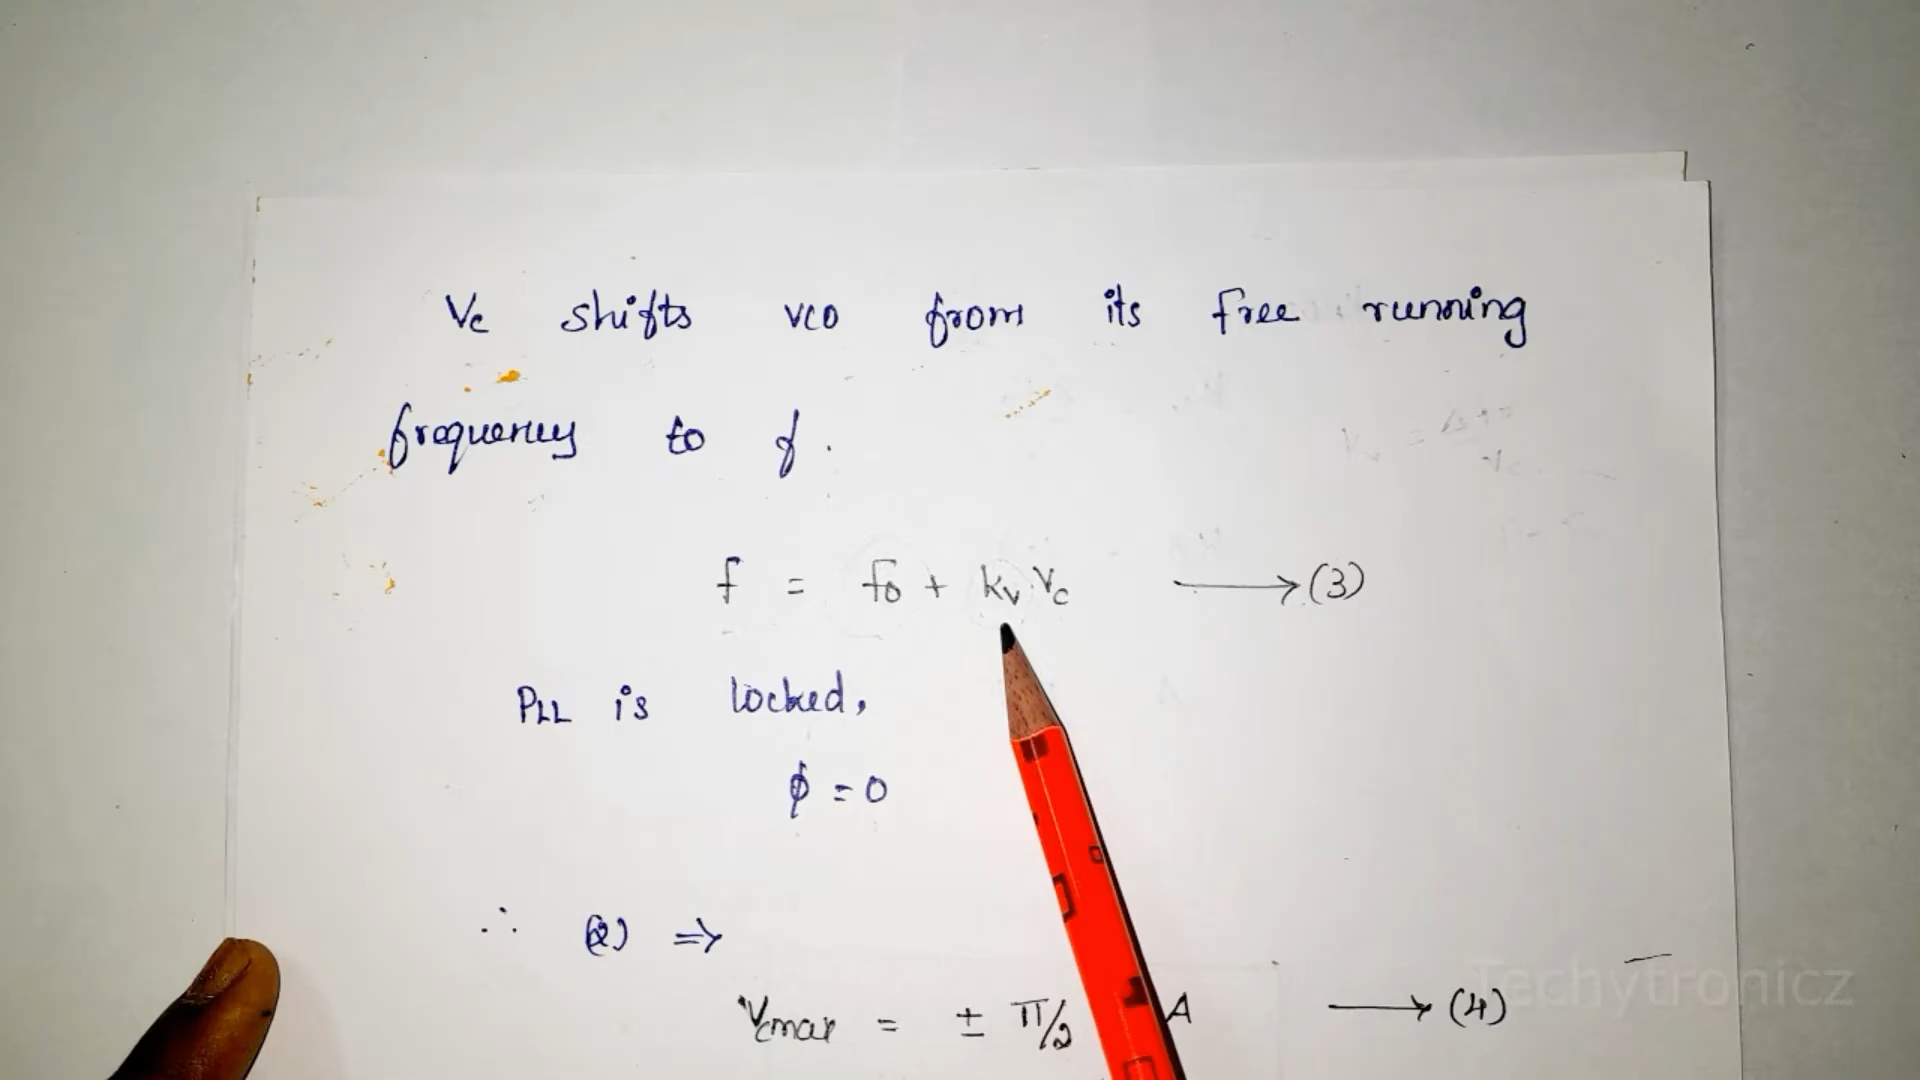 Vc shifts VCO from its free running
frequency to f.
f = fo + kv Vc ⟶ (3)
PLL is locked,
ϕ = 0
∴ (2) ⇒
Vcmax = ± π/2 A ⟶ (4)
Techytronicz